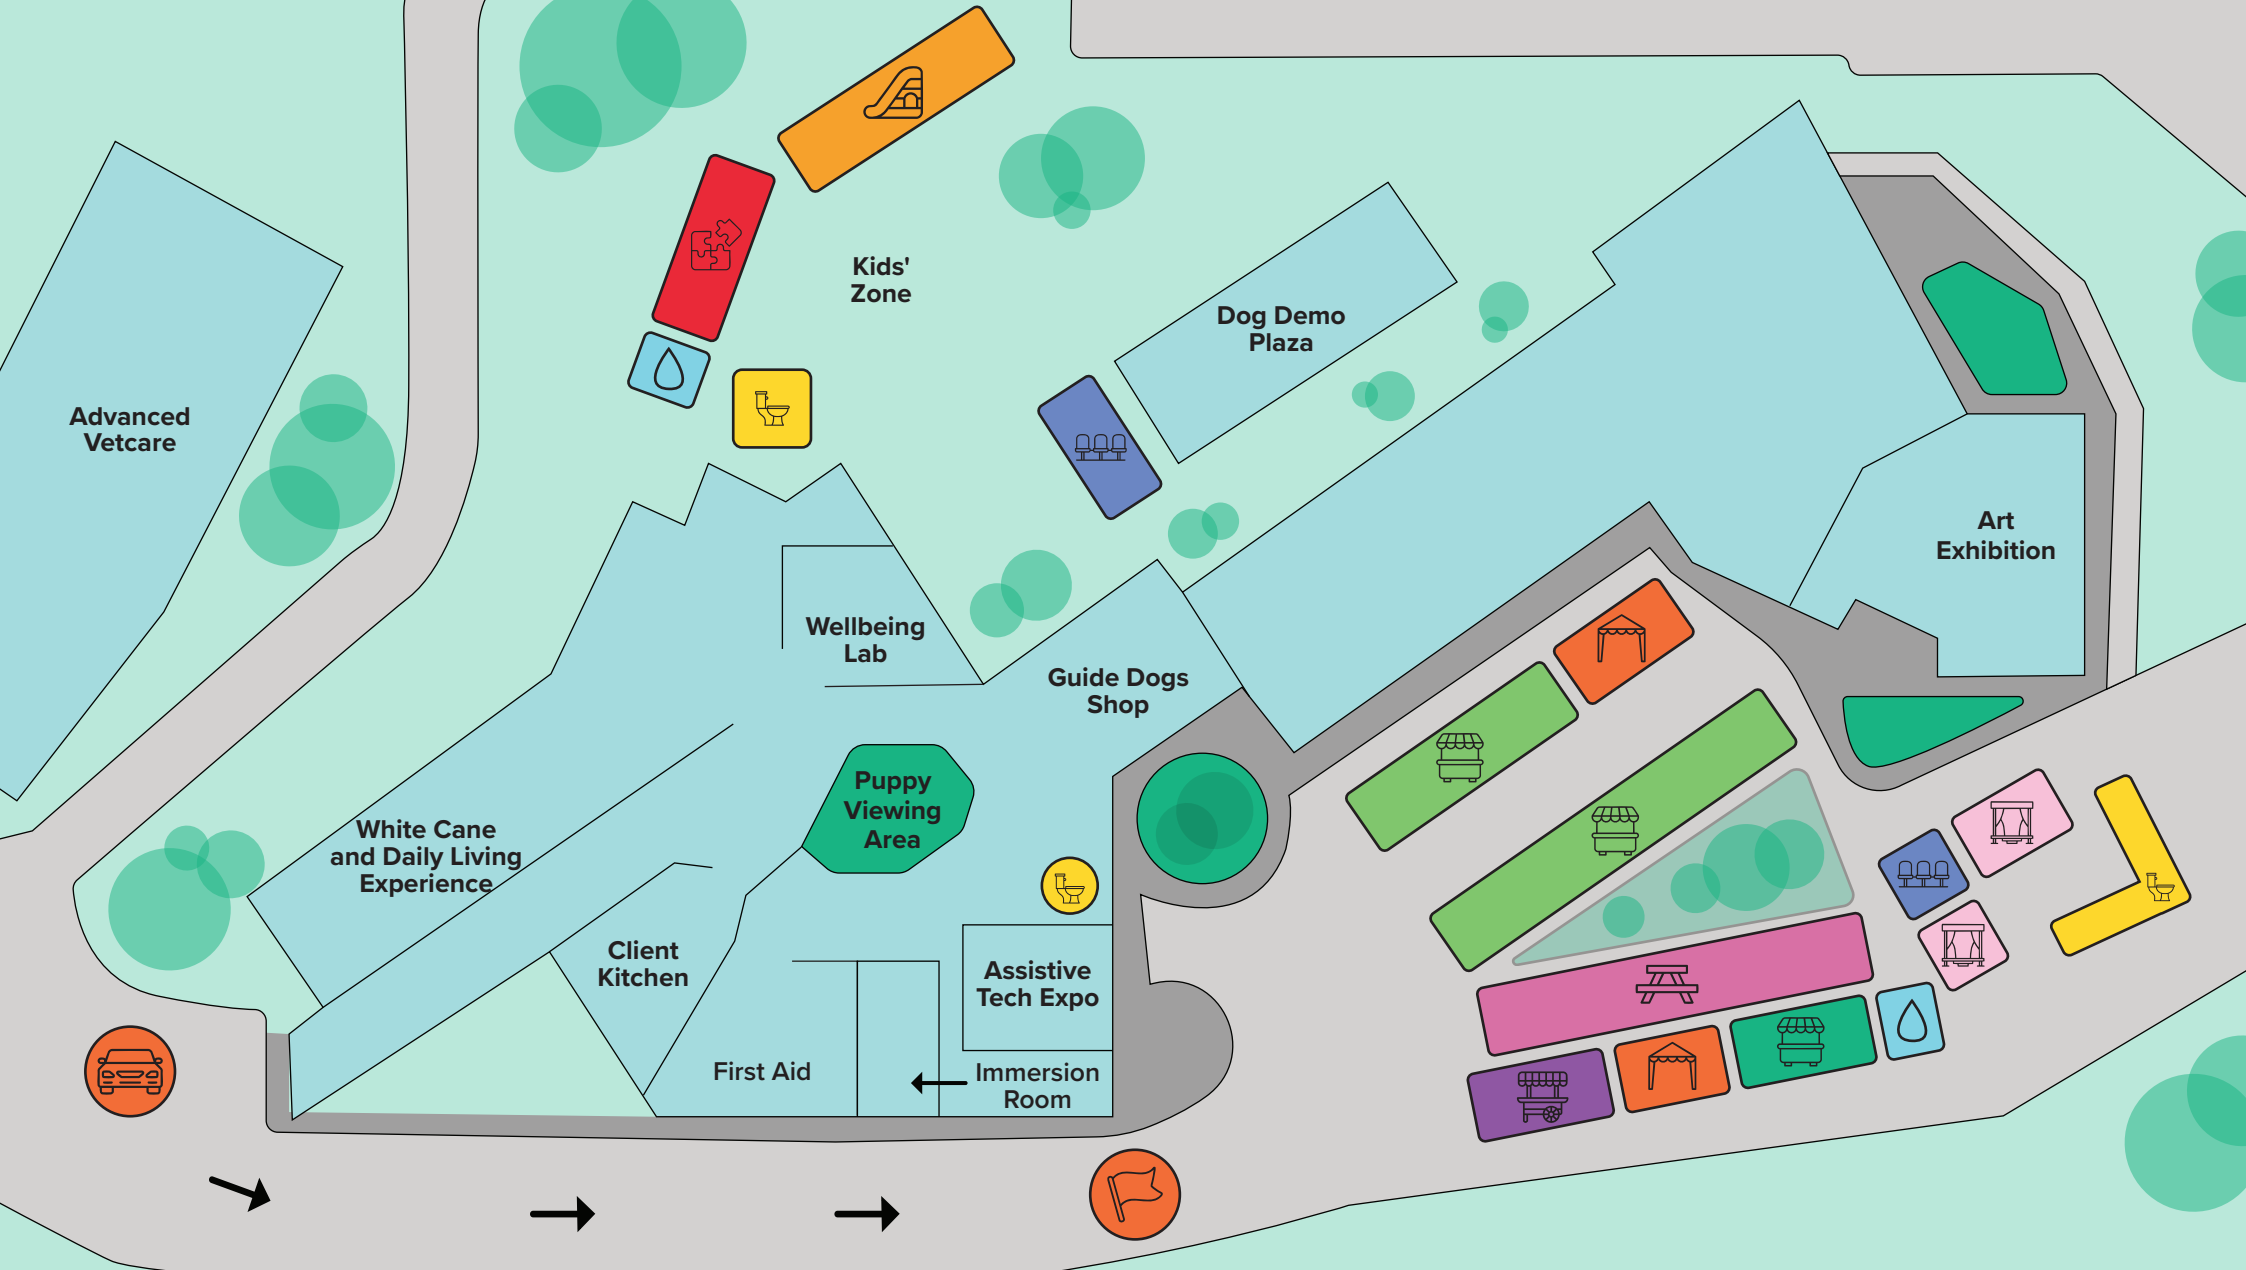 Kids'
Zone
Dog Demo
Plaza
Advanced
Vetcare
Art
Exhibition
Wellbeing
Lab
Guide Dogs
Shop
Puppy
Viewing
Area
White Cane
and Daily Living
Experience
Client
Kitchen
Assistive
Tech Expo
First Aid
Immersion
Room